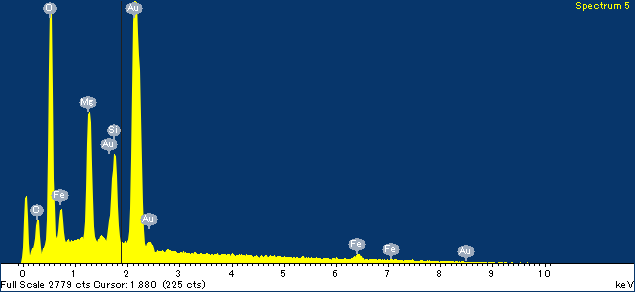 Spectrum 5
O Au
Mg
Si
Au
Fe
O Au
Fe Fe Au
0 1 2 3 4 5 6 7 8 9 10
Full Scale 2779 cts Cursor: 1.880 (225 cts) keV